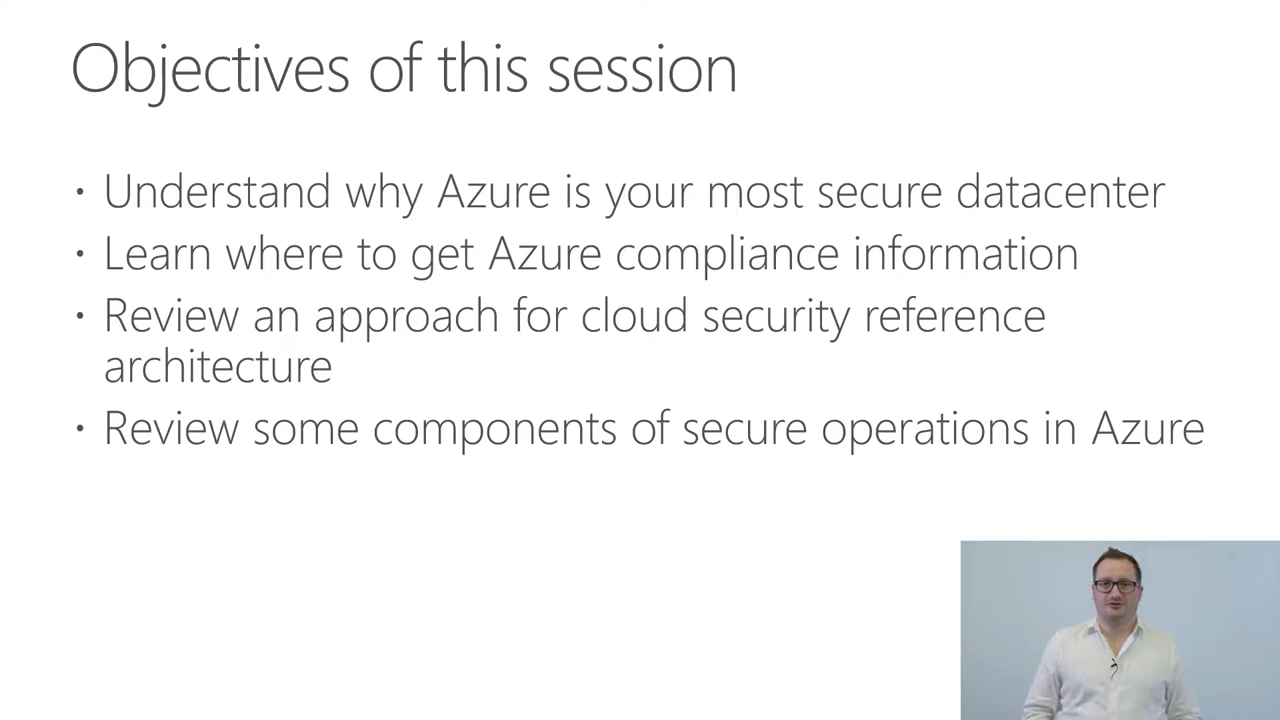 Objectives of this session
• Understand why Azure is your most secure datacenter
• Learn where to get Azure compliance information
• Review an approach for cloud security reference
architecture
• Review some components of secure operations in Azure